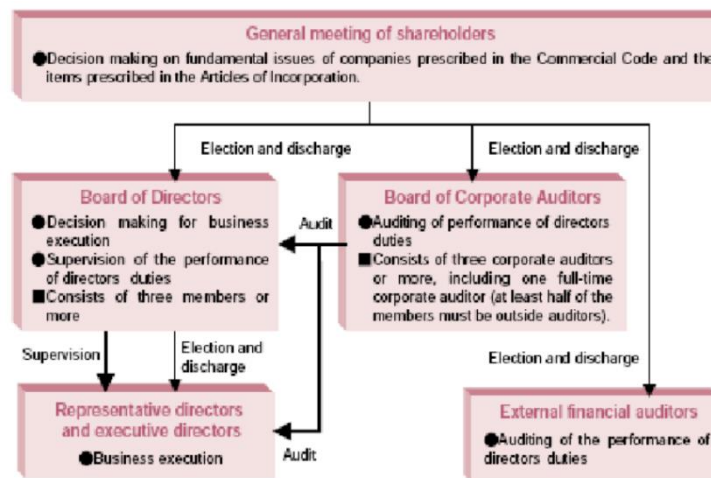 General meeting of shareholders
●Decision making on fundamental issues of companies prescribed in the Commercial Code and the
items prescribed in the Articles of Incorporation.
Election and discharge
Election and discharge
Board of Directors
●Decision making for business
execution
●Supervision of the performance
of directors duties
■Consists of three members or
more
Audit
Board of Corporate Auditors
●Auditing of performance of directors
duties
■Consists of three corporate auditors
or more, including one full-time
corporate auditor (at least half of the
members must be outside auditors).
Supervision
Election and
discharge
Election and discharge
Representative directors
and executive directors
●Business execution
Audit
External financial auditors
●Auditing of the performance of
directors duties